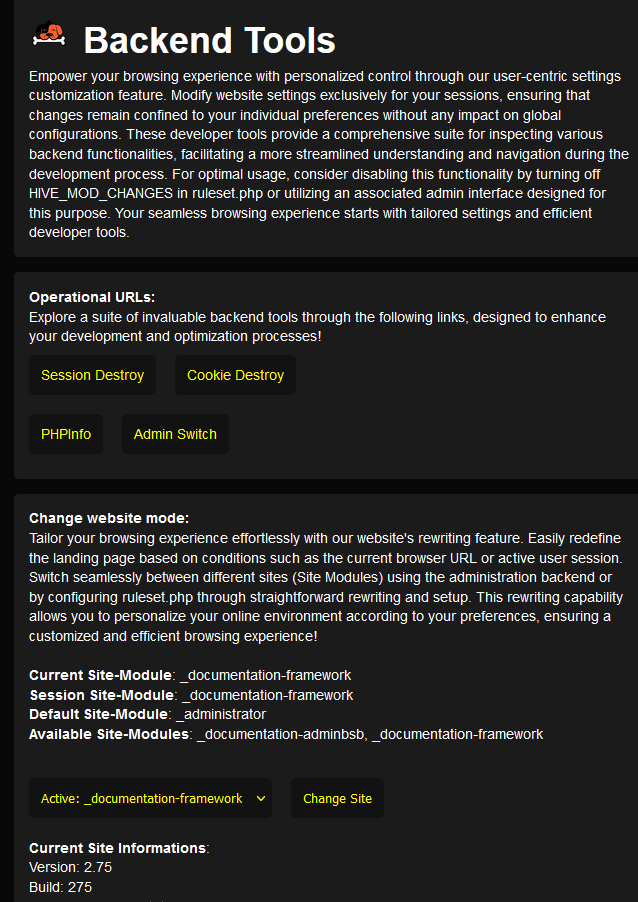 Backend Tools
Empower your browsing experience with personalized control through our user-centric settings
customization feature. Modify website settings exclusively for your sessions, ensuring that
changes remain confined to your individual preferences without any impact on global
configurations. These developer tools provide a comprehensive suite for inspecting various
backend functionalities, facilitating a more streamlined understanding and navigation during the
development process. For optimal usage, consider disabling this functionality by turning off
HIVE_MOD_CHANGES in ruleset.php or utilizing an associated admin interface designed for
this purpose. Your seamless browsing experience starts with tailored settings and efficient
developer tools.
Operational URLs:
Explore a suite of invaluable backend tools through the following links, designed to enhance
your development and optimization processes!
Session Destroy Cookie Destroy
PHPInfo Admin Switch
Change website mode:
Tailor your browsing experience effortlessly with our website's rewriting feature. Easily redefine
the landing page based on conditions such as the current browser URL or active user session.
Switch seamlessly between different sites (Site Modules) using the administration backend or
by configuring ruleset.php through straightforward rewriting and setup. This rewriting capability
allows you to personalize your online environment according to your preferences, ensuring a
customized and efficient browsing experience!
Current Site-Module: _documentation-framework
Session Site-Module: _documentation-framework
Default Site-Module: _administrator
Available Site-Modules: _documentation-adminbsb, _documentation-framework
Active: _documentation-framework Change Site
Current Site Informations:
Version: 2.75
Build: 275